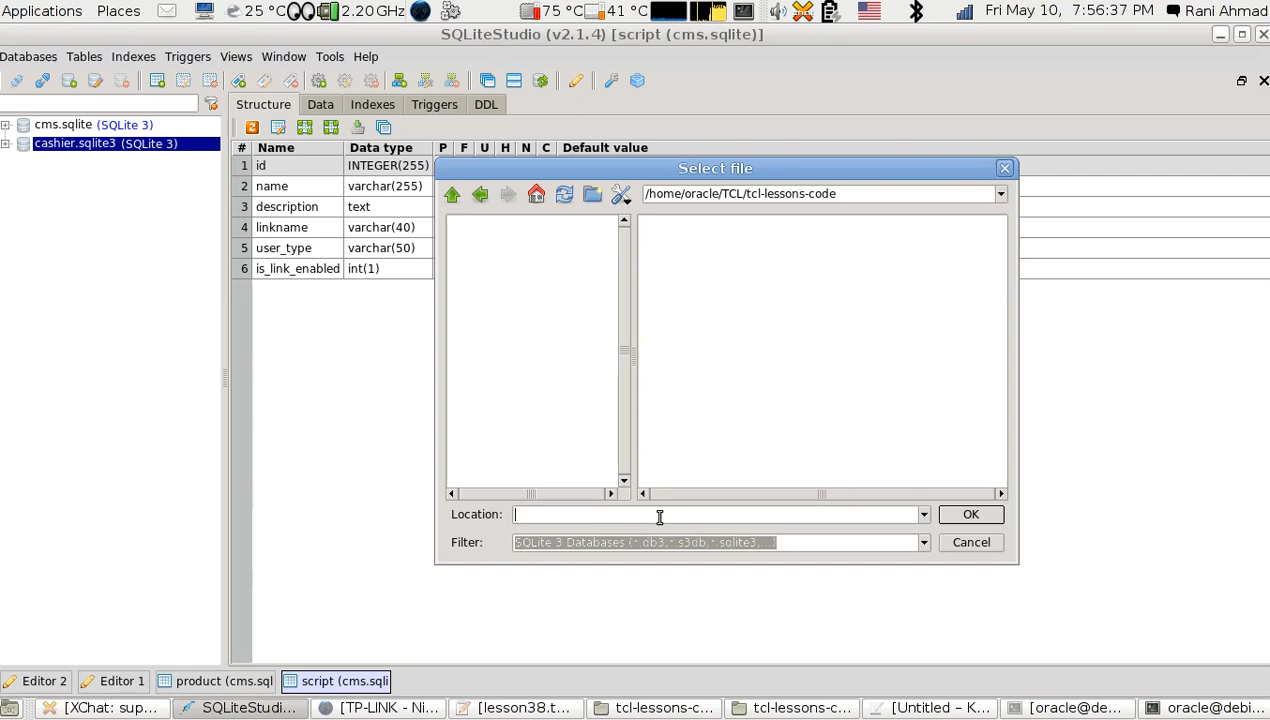 Applications Places 25 °C 2.20 GHz 75 °C 41 °C Fri May 10, 7:56:37 PM Rani Ahmad
SQLiteStudio (v2.1.4) [script (cms.sqlite)]
Databases Tables Indexes Triggers Views Window Tools Help
Structure Data Indexes Triggers DDL
cms.sqlite (SQLite 3)
cashier.sqlite3 (SQLite 3)
# Name Data type P F U H N C Default value
1 id INTEGER(255)
2 name varchar(255)
3 description text
4 linkname varchar(40)
5 user_type varchar(50)
6 is_link_enabled int(1)
Select file
/home/oracle/TCL/tcl-lessons-code
Location: OK
Filter: SQLite 3 Databases (*.db3,*.s3db,*.sqlite3,...) Cancel
Editor 2 Editor 1 product (cms.sql script (cms.sqli
[XChat: sup... SQLiteStudi... [TP-LINK – Ni... [lesson38.t... tcl-lessons-c... tcl-lessons-c... [Untitled – K... [oracle@de... oracle@debi...